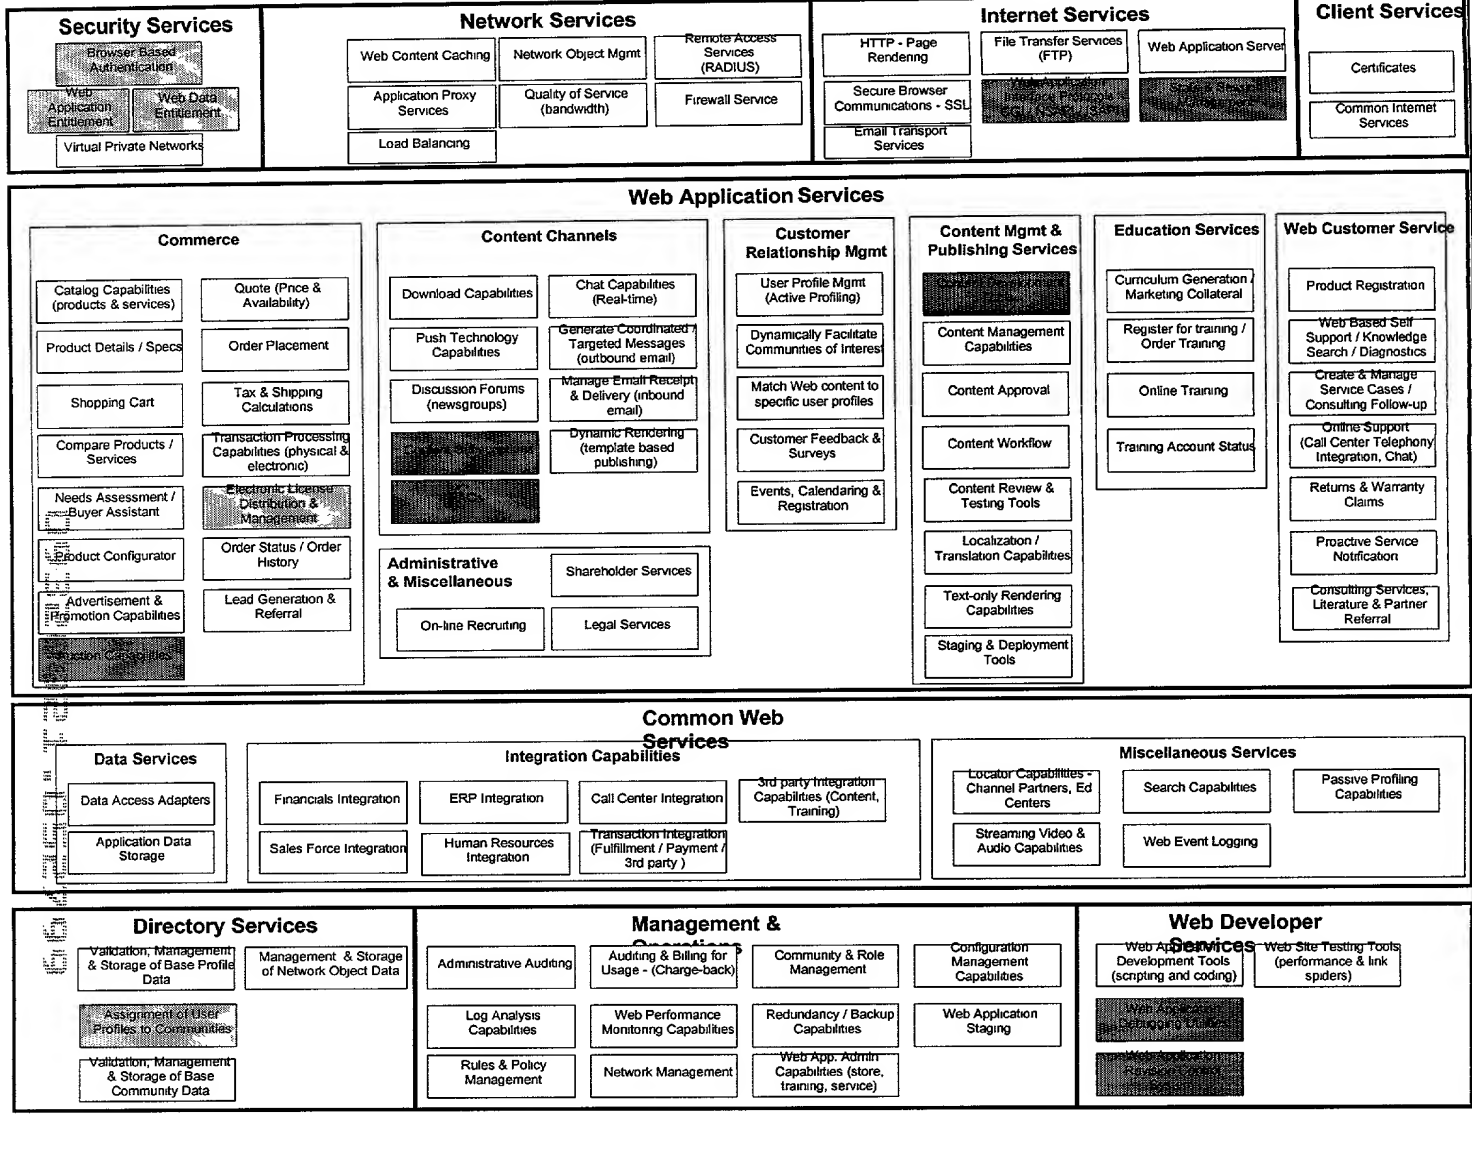 Security Services
Browser Based
Authentication
Web
Application
Entitlement
Web Data
Entitlement
Virtual Private Networks
Network Services
Web Content Caching
Network Object Mgmt
Remote Access
Services
(RADIUS)
Application Proxy
Services
Quality of Service
(bandwidth)
Firewall Service
Load Balancing
Internet Services
HTTP - Page
Rendering
File Transfer Services
(FTP)
Web Application Server
Secure Browser
Communications - SSL
Web Application
Interface Protocols
Email Transport
Services
Client Services
Certificates
Common Internet
Services
Web Application Services
Commerce
Catalog Capabilities
(products & services)
Quote (Price &
Availability)
Product Details / Specs
Order Placement
Shopping Cart
Tax & Shipping
Calculations
Compare Products /
Services
Transaction Processing
Capabilities (physical &
electronic)
Needs Assessment /
Buyer Assistant
Electronic License
Distribution &
Management
Product Configurator
Order Status / Order
History
Advertisement &
Promotion Capabilities
Lead Generation &
Referral
Auction Capabilities
Content Channels
Download Capabilities
Chat Capabilities
(Real-time)
Push Technology
Capabilities
Generate Coordinated /
Targeted Messages
(outbound email)
Discussion Forums
(newsgroups)
Manage Email Receipt
& Delivery (inbound
email)
Dynamic Rendering
(template based
publishing)
Administrative
& Miscellaneous
Shareholder Services
On-line Recruiting
Legal Services
Customer
Relationship Mgmt
User Profile Mgmt
(Active Profiling)
Dynamically Facilitate
Communities of Interest
Match Web content to
specific user profiles
Customer Feedback &
Surveys
Events, Calendaring &
Registration
Content Mgmt &
Publishing Services
Content Management
Capabilities
Content Approval
Content Workflow
Content Review &
Testing Tools
Localization /
Translation Capabilities
Text-only Rendering
Capabilities
Staging & Deployment
Tools
Education Services
Curriculum Generation /
Marketing Collateral
Register for training /
Order Training
Online Training
Training Account Status
Web Customer Service
Product Registration
Web Based Self
Support / Knowledge
Search / Diagnostics
Create & Manage
Service Cases /
Consulting Follow-up
Online Support
(Call Center Telephony
Integration, Chat)
Returns & Warranty
Claims
Proactive Service
Notification
Consulting Services,
Literature & Partner
Referral
Common Web
Services
Data Services
Data Access Adapters
Application Data
Storage
Integration Capabilities
Financials Integration
ERP Integration
Call Center Integration
3rd party Integration
Capabilities (Content,
Training)
Sales Force Integration
Human Resources
Integration
Transaction Integration
(Fulfillment / Payment /
3rd party )
Miscellaneous Services
Locator Capabilities -
Channel Partners, Ed
Centers
Search Capabilities
Passive Profiling
Capabilities
Streaming Video &
Audio Capabilities
Web Event Logging
Directory Services
Validation, Management
& Storage of Base Profile
Data
Management & Storage
of Network Object Data
Assignment of User
Profiles to Communities
Validation, Management
& Storage of Base
Community Data
Management &
Operations
Administrative Auditing
Auditing & Billing for
Usage - (Charge-back)
Community & Role
Management
Configuration
Management
Capabilities
Log Analysis
Capabilities
Web Performance
Monitoring Capabilities
Redundancy / Backup
Capabilities
Web Application
Staging
Rules & Policy
Management
Network Management
Web App. Admin
Capabilities (store,
training, service)
Web Developer
Services
Web Application
Development Tools
(scripting and coding)
Web Site Testing Tools
(performance & link
spiders)
Web Application
Debugging Utilities
Web Application
Revision Control